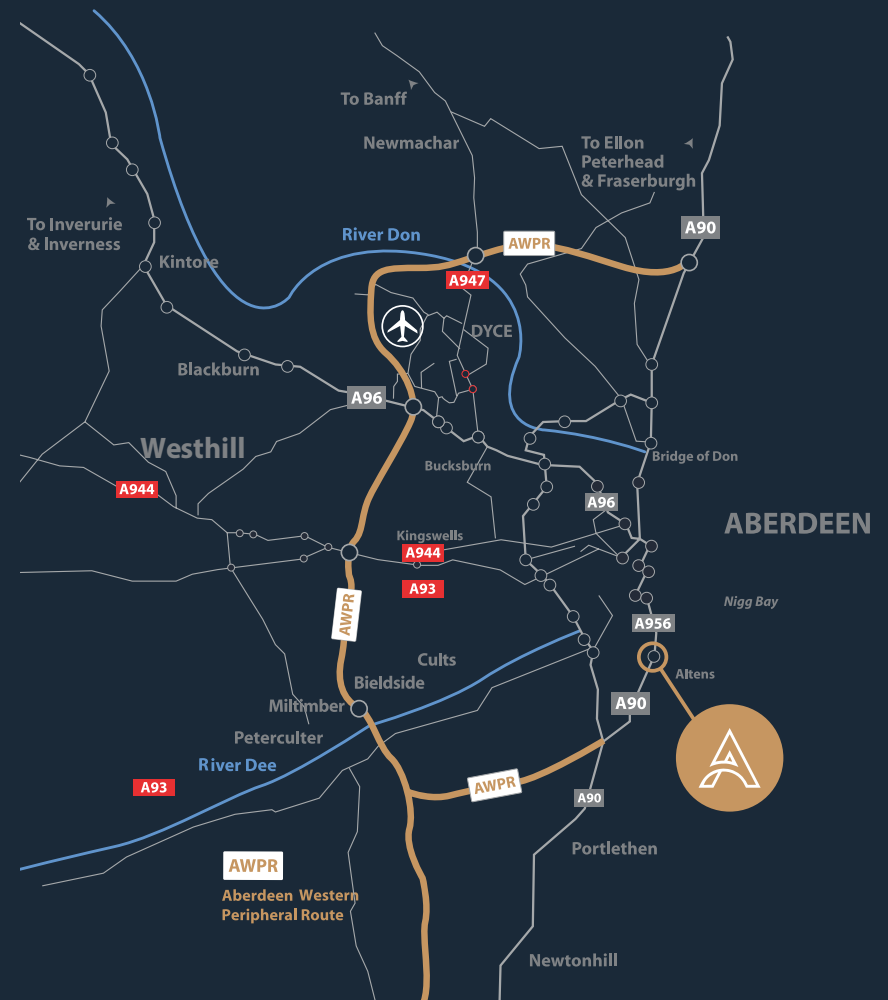 To Banff
Newmachar
To Ellon
Peterhead
& Fraserburgh
To Inverurie
& Inverness
River Don
A90
AWPR
Kintore
A947
DYCE
Blackburn
A96
Westhill
Bucksburn
Bridge of Don
A944
A96
ABERDEEN
Kingswells
A944
A93
Nigg Bay
AWPR
A956
Cults
Altens
Bieldside
Miltimber
A90
Peterculter
River Dee
A93
AWPR
A90
Portlethen
AWPR
Aberdeen Western
Peripheral Route
Newtonhill